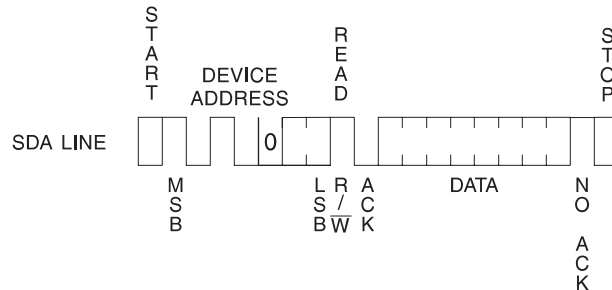 START
READ
STOP
DEVICE
ADDRESS
SDA LINE
0
MSB
LSB
R/W
ACK
DATA
NO ACK